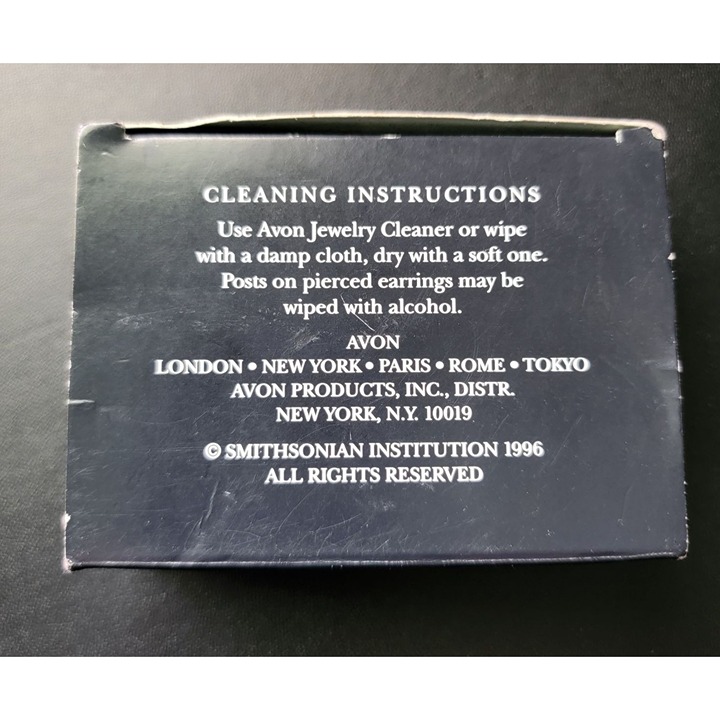 CLEANING INSTRUCTIONS
Use Avon Jewelry Cleaner or wipe
with a damp cloth, dry with a soft one.
Posts on pierced earrings may be
wiped with alcohol.
AVON
LONDON • NEW YORK • PARIS • ROME • TOKYO
AVON PRODUCTS, INC., DISTR.
NEW YORK, N.Y. 10019
© SMITHSONIAN INSTITUTION 1996
ALL RIGHTS RESERVED